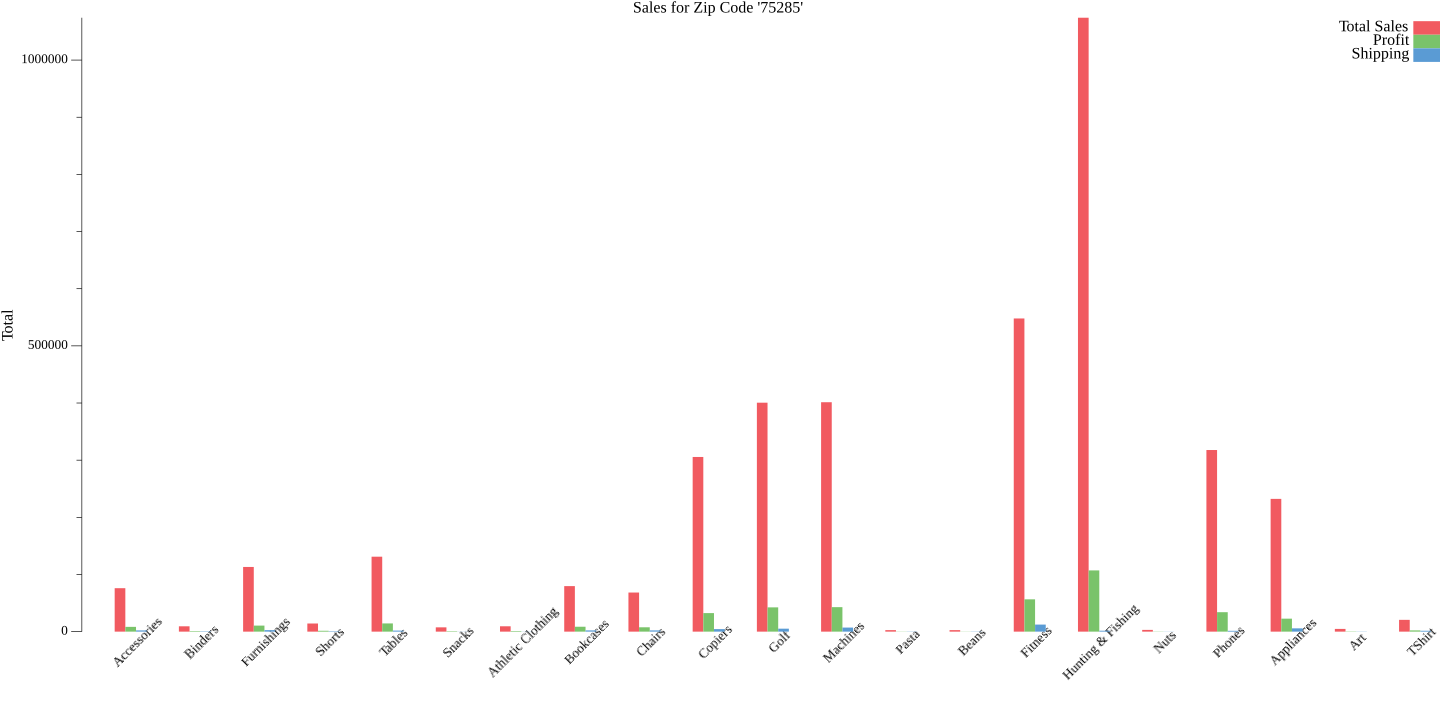 Sales for Zip Code '75285'
Total Sales
Profit
Shipping
1000000
500000
0
Total
Accessories
Binders
Furnishings
Shorts
Tables
Snacks
Athletic Clothing
Bookcases
Chairs
Copiers
Golf
Machines
Pasta
Beans
Fitness
Hunting & Fishing
Nuts
Phones
Appliances
Art
TShirt